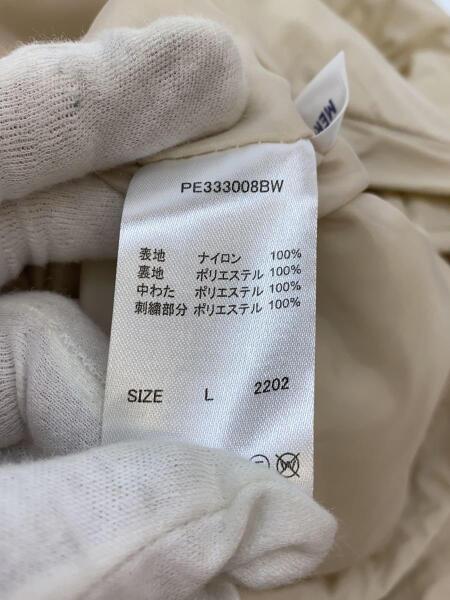 PE333008BW
表地 ナイロン 100%
裏地 ポリエステル 100%
中わた ポリエステル 100%
刺繍部分 ポリエステル 100%
SIZE L 2202